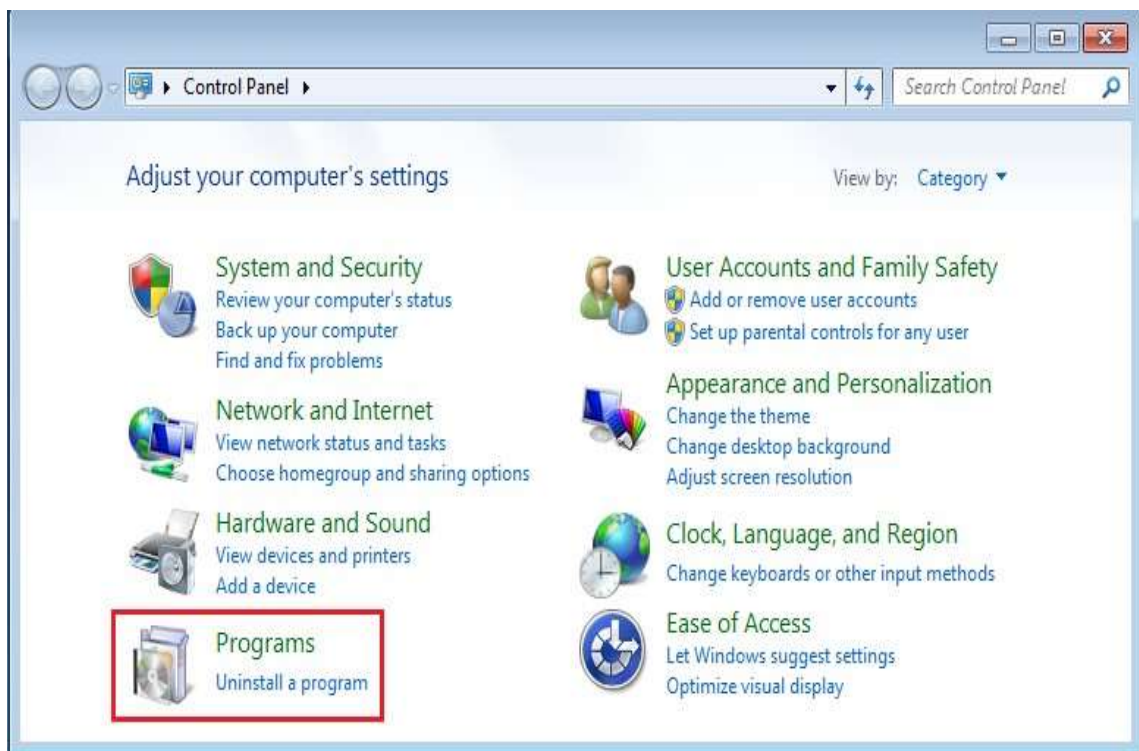 Control Panel
Search Control Panel
Adjust your computer's settings
View by: Category
System and Security
Review your computer's status
Back up your computer
Find and fix problems
Network and Internet
View network status and tasks
Choose homegroup and sharing options
Hardware and Sound
View devices and printers
Add a device
Programs
Uninstall a program
User Accounts and Family Safety
Add or remove user accounts
Set up parental controls for any user
Appearance and Personalization
Change the theme
Change desktop background
Adjust screen resolution
Clock, Language, and Region
Change keyboards or other input methods
Ease of Access
Let Windows suggest settings
Optimize visual display